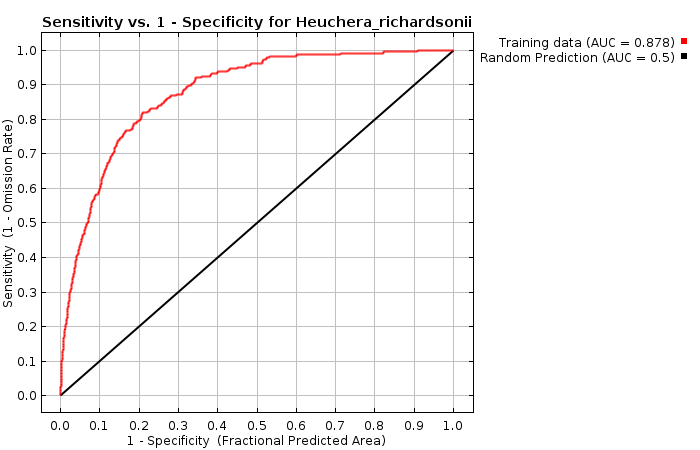 Sensitivity vs. 1 - Specificity for Heuchera_richardsonii
Training data (AUC = 0.878)
Random Prediction (AUC = 0.5)
Sensitivity (1 - Omission Rate)
1.0
0.9
0.8
0.7
0.6
0.5
0.4
0.3
0.2
0.1
0.0
0.0 0.1 0.2 0.3 0.4 0.5 0.6 0.7 0.8 0.9 1.0
1 - Specificity (Fractional Predicted Area)